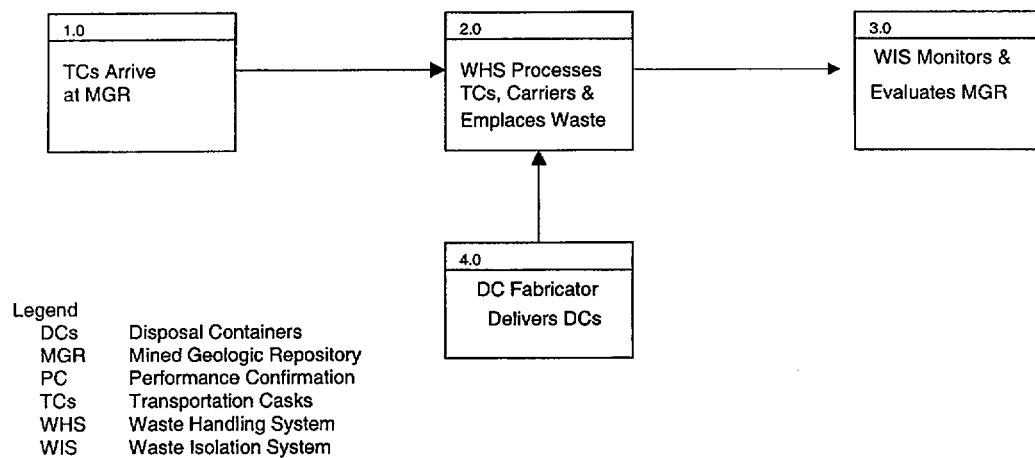 1.0
TCs Arrive
at MGR
2.0
WHS Processes
TCs, Carriers &
Emplaces Waste
3.0
WIS Monitors &
Evaluates MGR
4.0
DC Fabricator
Delivers DCs
Legend
DCs Disposal Containers
MGR Mined Geologic Repository
PC Performance Confirmation
TCs Transportation Casks
WHS Waste Handling System
WIS Waste Isolation System